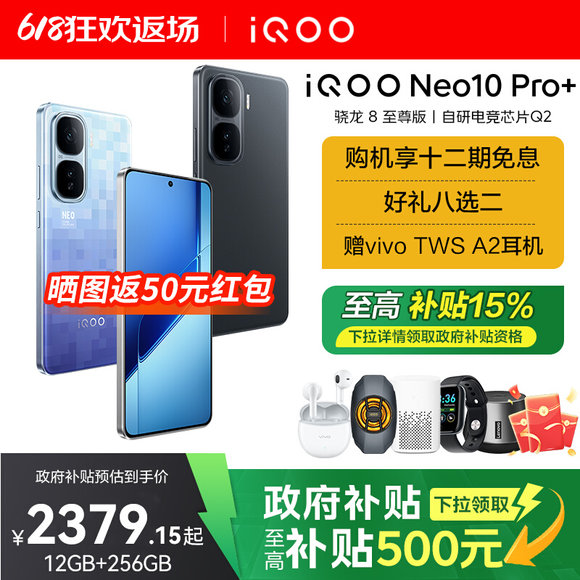 618狂欢返场 | iQOO
iQOO Neo10 Pro+
骁龙 8 至尊版 | 自研电竞芯片Q2
购机享十二期免息
好礼八选二
赠vivo TWS A2耳机
NEO
iQOO
晒图返50元红包
至高 补贴15%
下拉详情领取政府补贴资格
vivo
Lenovo
政府补贴预估到手价
¥2379.15起
12GB+256GB
政府补贴 下拉领取
至高补贴500元